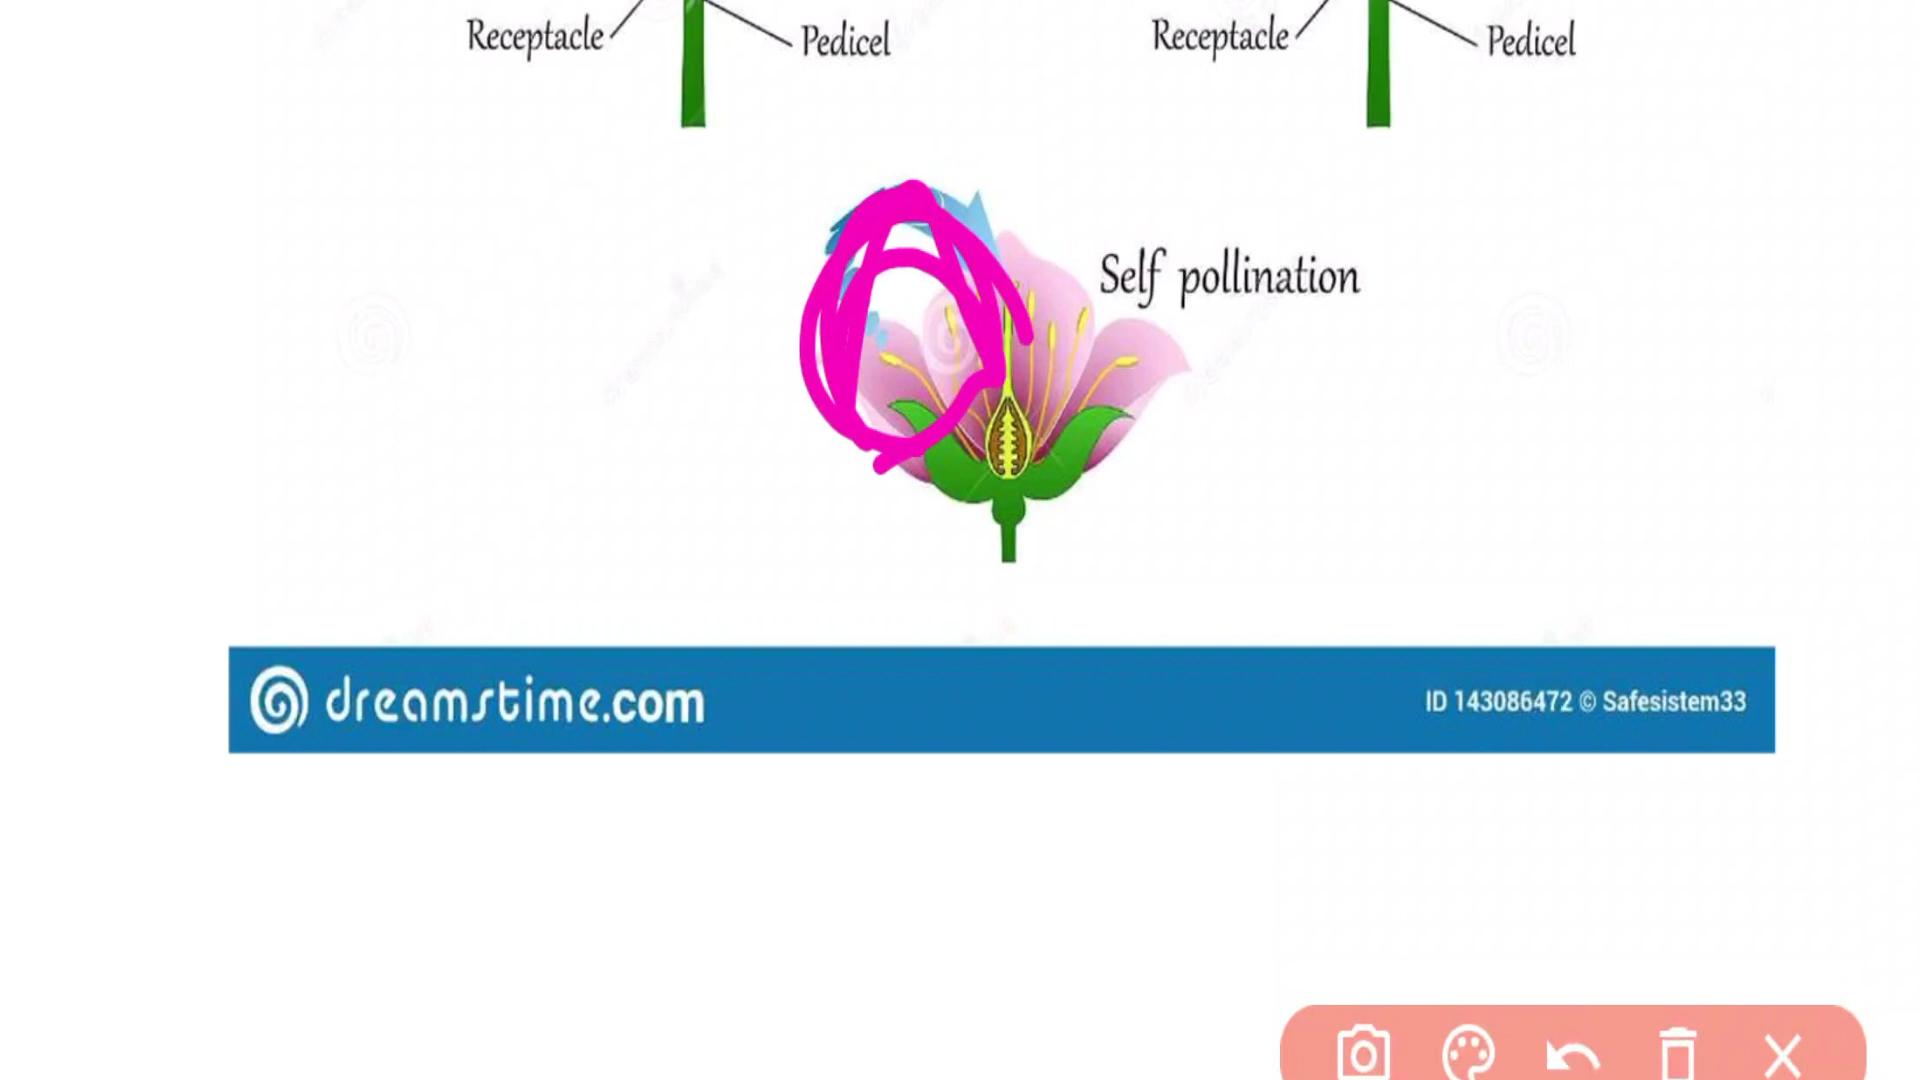 Receptacle Pedicel Receptacle Pedicel
Self pollination
dreamstime.com ID 143086472 © Safesistem33